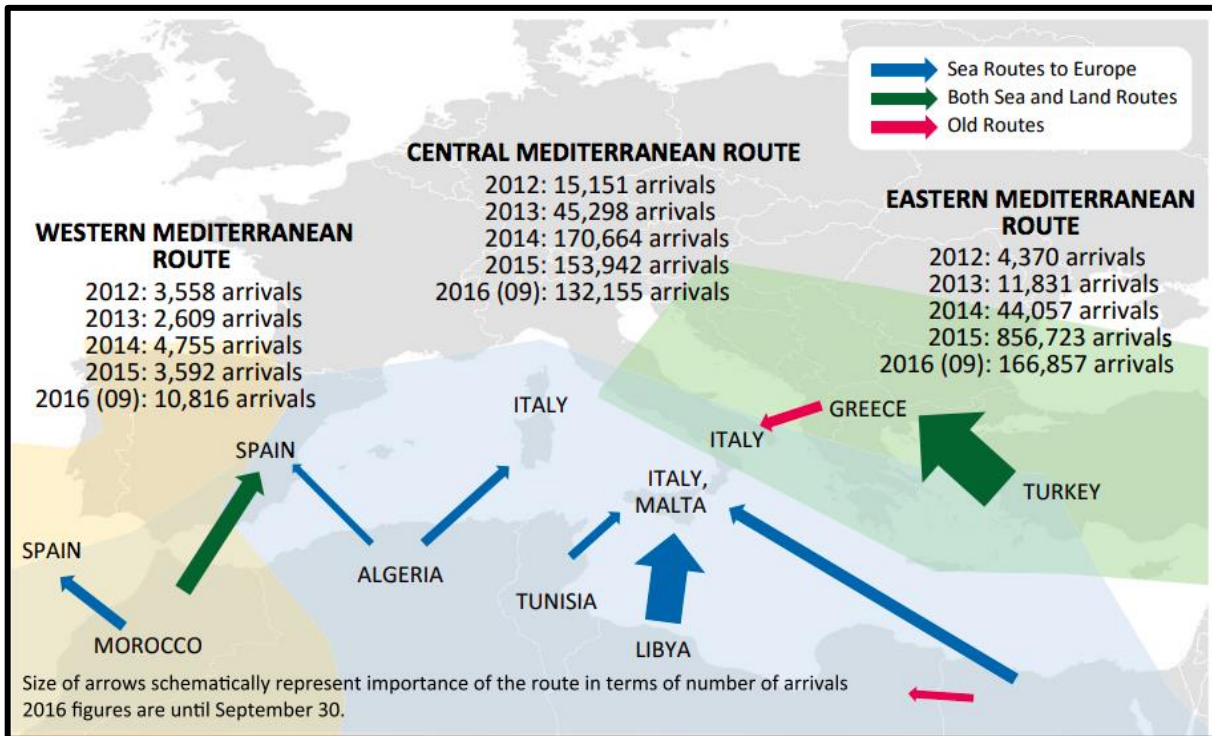 Sea Routes to Europe
Both Sea and Land Routes
Old Routes
CENTRAL MEDITERRANEAN ROUTE
2012: 15,151 arrivals
2013: 45,298 arrivals
2014: 170,664 arrivals
2015: 153,942 arrivals
2016 (09): 132,155 arrivals
EASTERN MEDITERRANEAN
ROUTE
2012: 4,370 arrivals
2013: 11,831 arrivals
2014: 44,057 arrivals
2015: 856,723 arrivals
2016 (09): 166,857 arrivals
WESTERN MEDITERRANEAN
ROUTE
2012: 3,558 arrivals
2013: 2,609 arrivals
2014: 4,755 arrivals
2015: 3,592 arrivals
2016 (09): 10,816 arrivals
ITALY
GREECE
SPAIN
ITALY
ITALY,
MALTA
TURKEY
SPAIN
ALGERIA
TUNISIA
MOROCCO
LIBYA
Size of arrows schematically represent importance of the route in terms of number of arrivals
2016 figures are until September 30.